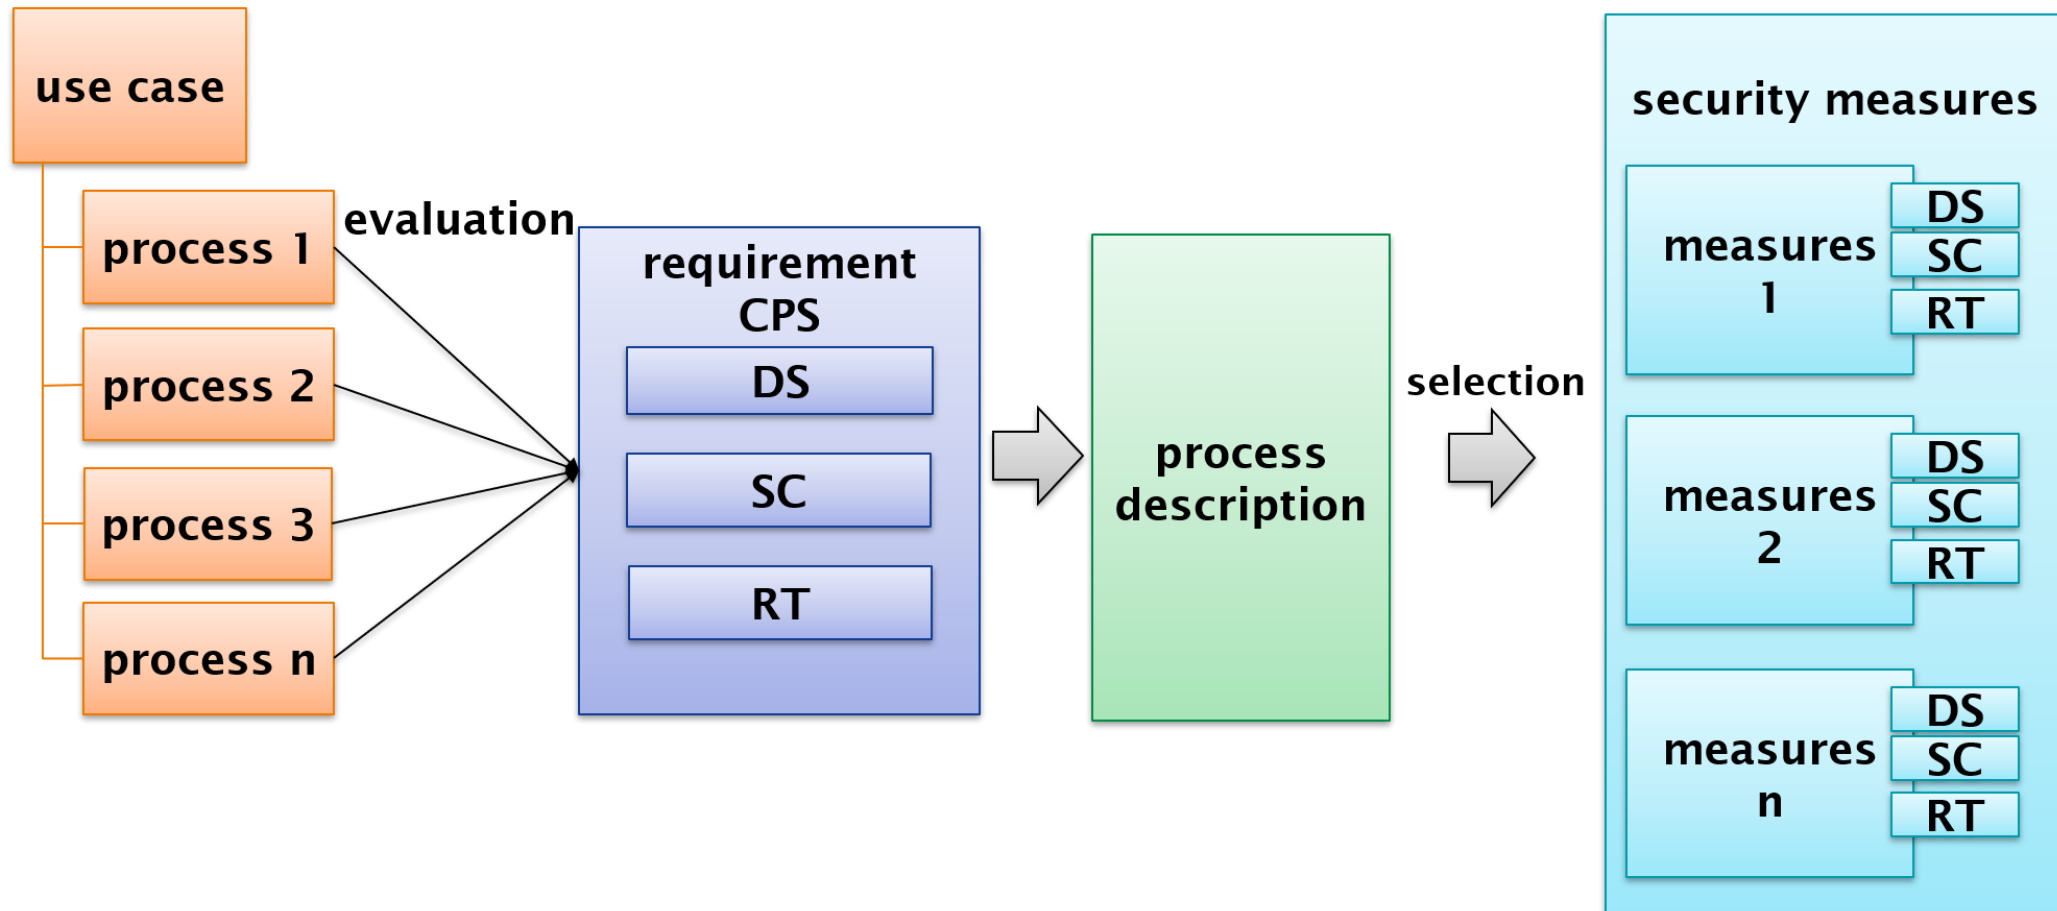 use case
process 1
process 2
process 3
process n
evaluation
requirement
CPS
DS
SC
RT
process
description
selection
security measures
measures
1
DS
SC
RT
measures
2
DS
SC
RT
measures
n
DS
SC
RT